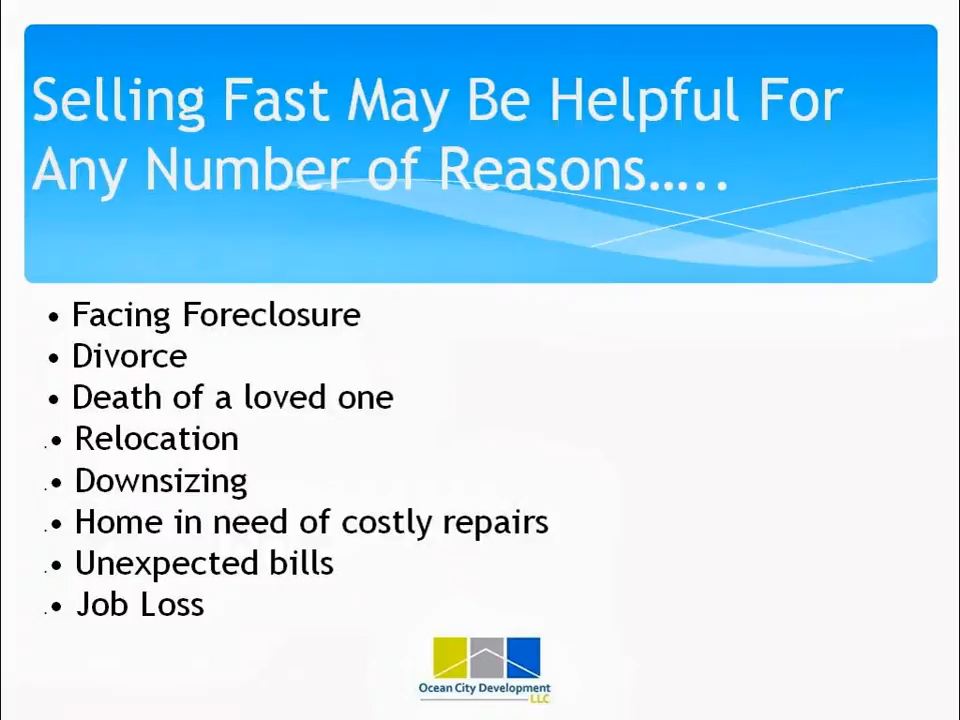 Selling Fast May Be Helpful For
Any Number of Reasons.....
• Facing Foreclosure
• Divorce
• Death of a loved one
• Relocation
• Downsizing
• Home in need of costly repairs
• Unexpected bills
• Job Loss
Ocean City Development
LLC